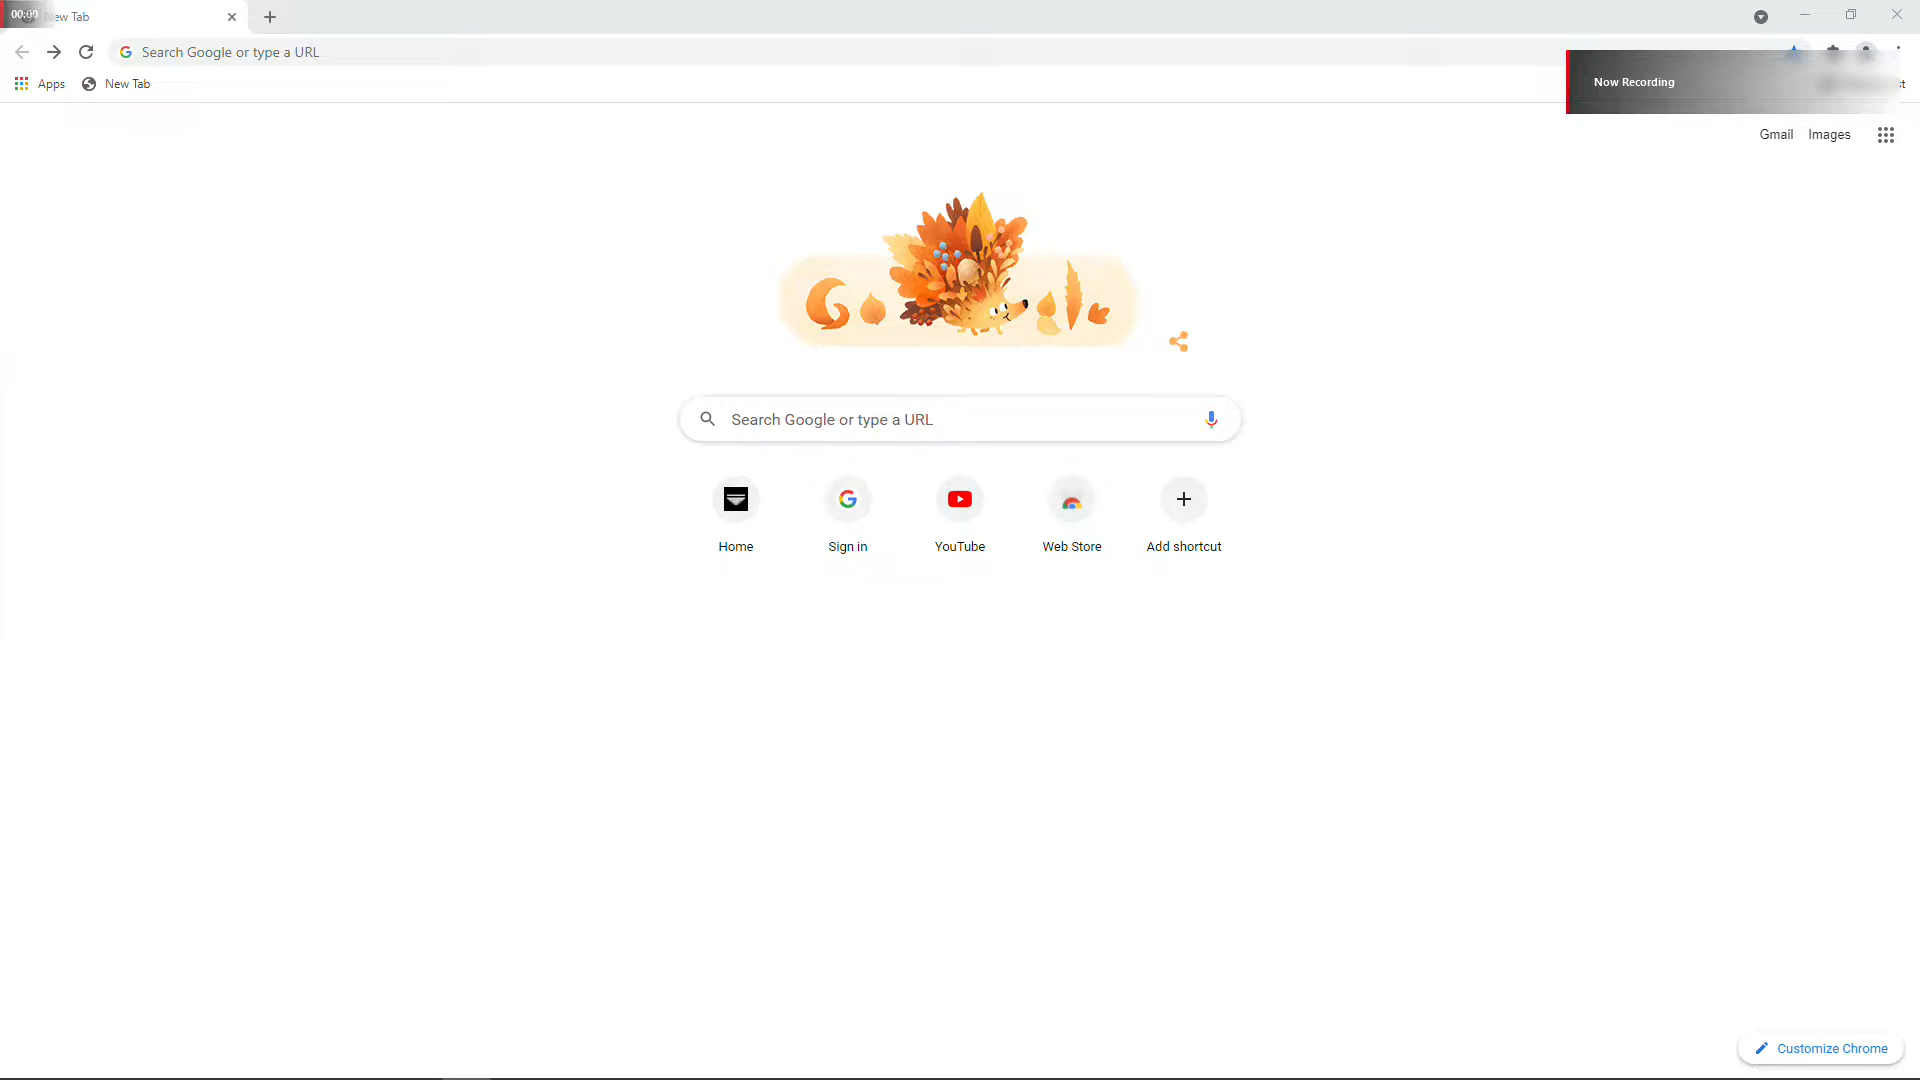 00:00
New Tab
Search Google or type a URL
Apps
New Tab
Now Recording
Gmail
Images
Search Google or type a URL
Home
Sign in
YouTube
Web Store
Add shortcut
Customize Chrome